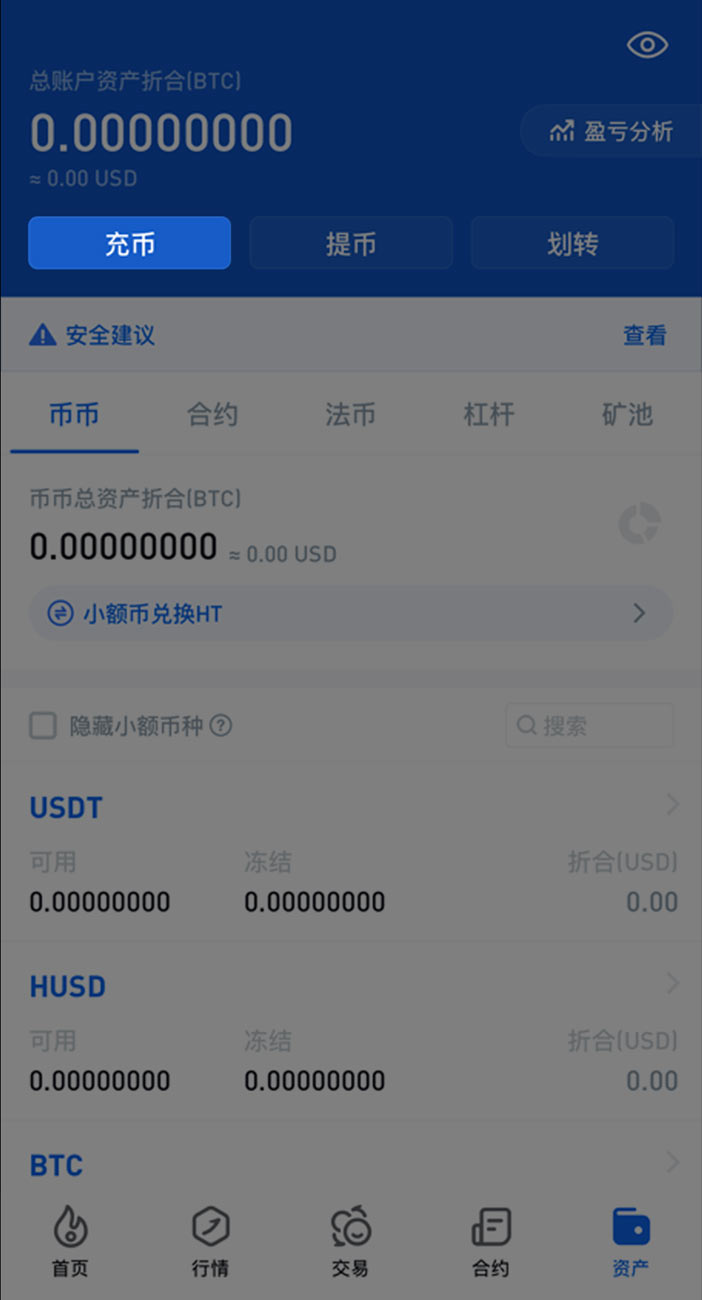 总账户资产折合(BTC)
0.00000000
盈亏分析
≈ 0.00 USD
充币 提币 划转
安全建议 查看
币币 合约 法币 杠杆 矿池
币币总资产折合(BTC)
0.00000000 ≈ 0.00 USD
小额币兑换HT
隐藏小额币种 ? 搜索
USDT
可用 冻结 折合(USD)
0.00000000 0.00000000 0.00
HUSD
可用 冻结 折合(USD)
0.00000000 0.00000000 0.00
BTC
首页 行情 交易 合约 资产